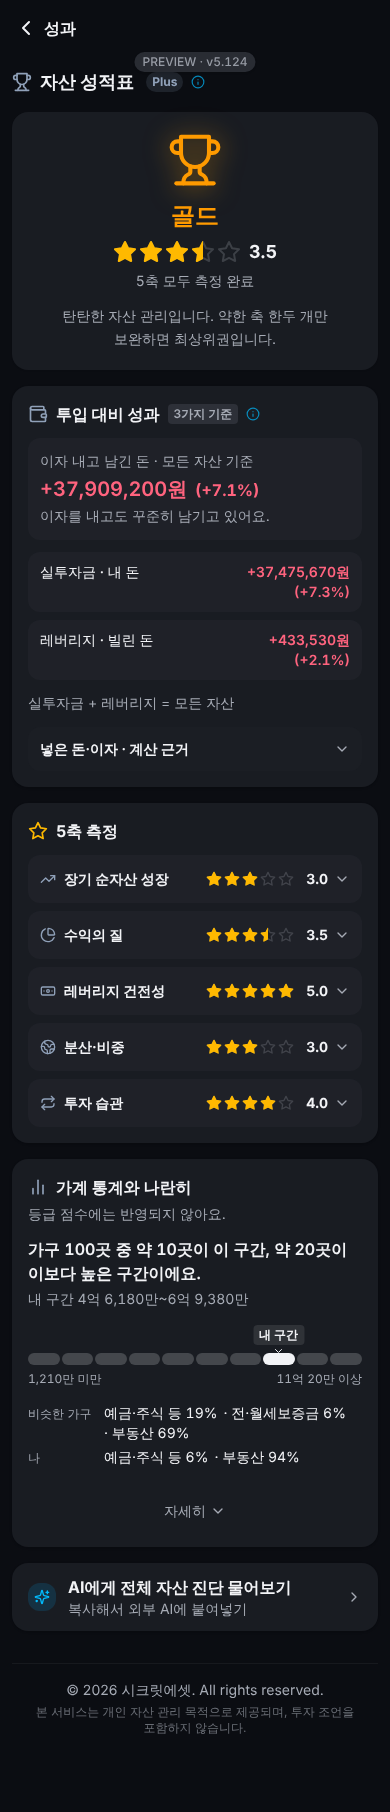 성과
PREVIEW · v5.124
자산 성적표 Plus
골드
3.5
5축 모두 측정 완료
탄탄한 자산 관리입니다. 약한 축 한두 개만
보완하면 최상위권입니다.
투입 대비 성과 3가지 기준
이자 내고 남긴 돈 · 모든 자산 기준
+37,909,200원 (+7.1%)
이자를 내고도 꾸준히 남기고 있어요.
실투자금 · 내 돈 +37,475,670원
(+7.3%)
레버리지 · 빌린 돈 +433,530원
(+2.1%)
실투자금 + 레버리지 = 모든 자산
넣은 돈·이자 · 계산 근거
5축 측정
장기 순자산 성장 3.0
수익의 질 3.5
레버리지 건전성 5.0
분산·비중 3.0
투자 습관 4.0
가계 통계와 나란히
등급 점수에는 반영되지 않아요.
가구 100곳 중 약 10곳이 이 구간, 약 20곳이
이보다 높은 구간이에요.
내 구간 4억 6,180만~6억 9,380만
내 구간
1,210만 미만 11억 20만 이상
비슷한 가구 예금·주식 등 19% · 전·월세보증금 6%
· 부동산 69%
나 예금·주식 등 6% · 부동산 94%
자세히
AI에게 전체 자산 진단 물어보기
복사해서 외부 AI에 붙여넣기
© 2026 시크릿에셋. All rights reserved.
본 서비스는 개인 자산 관리 목적으로 제공되며, 투자 조언을
포함하지 않습니다.